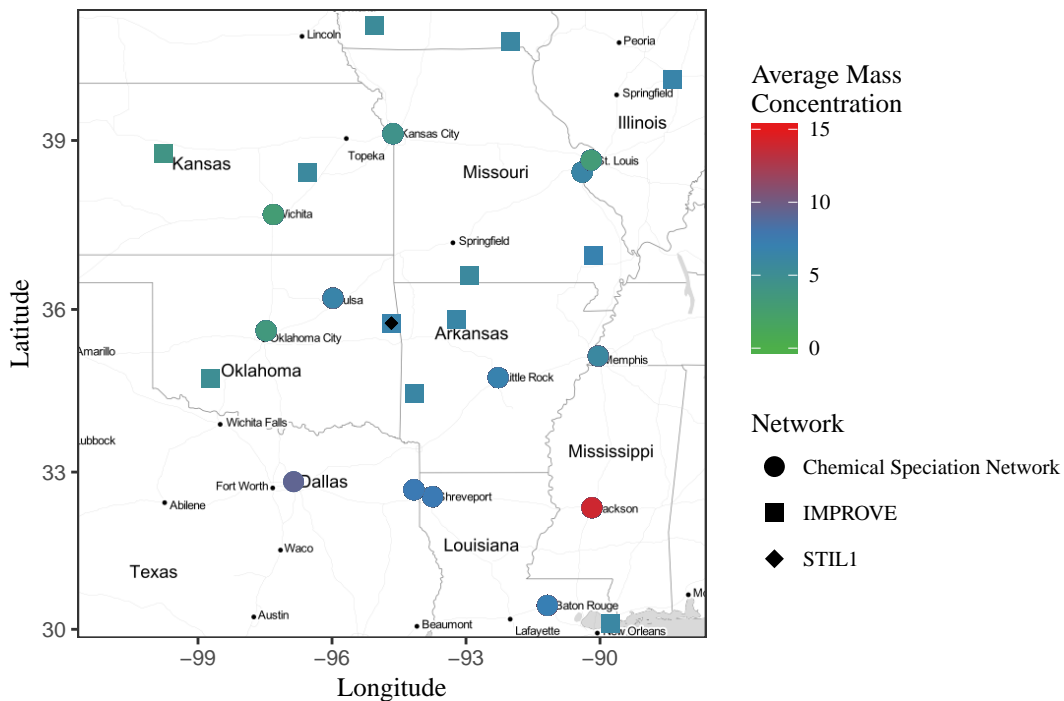 Lincoln
Peoria
Springfield
Illinois
39
Kansas City
Topeka
Kansas
St. Louis
Missouri
Wichita
Springfield
36
Tulsa
Oklahoma City
Arkansas
Amarillo
Oklahoma
Memphis
Little Rock
Wichita Falls
Lubbock
Mississippi
33
Fort Worth
Dallas
Shreveport
Abilene
Jackson
Waco
Louisiana
Texas
Baton Rouge
Austin
Beaumont
Lafayette
New Orleans
30
−99
−96
−93
−90
Longitude
Latitude
Average Mass
Concentration
15
10
5
0
Network
Chemical Speciation Network
IMPROVE
STIL1